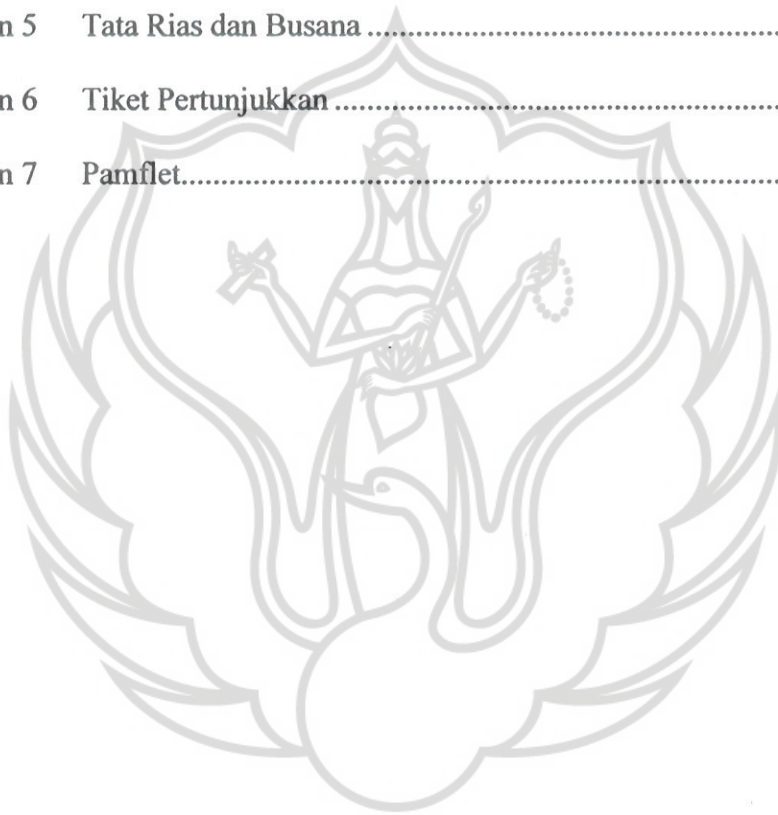 n 5 Tata Rias dan Busana ................................................................
n 6 Tiket Pertunjukkan ................................................................
n 7 Pamflet................................................................